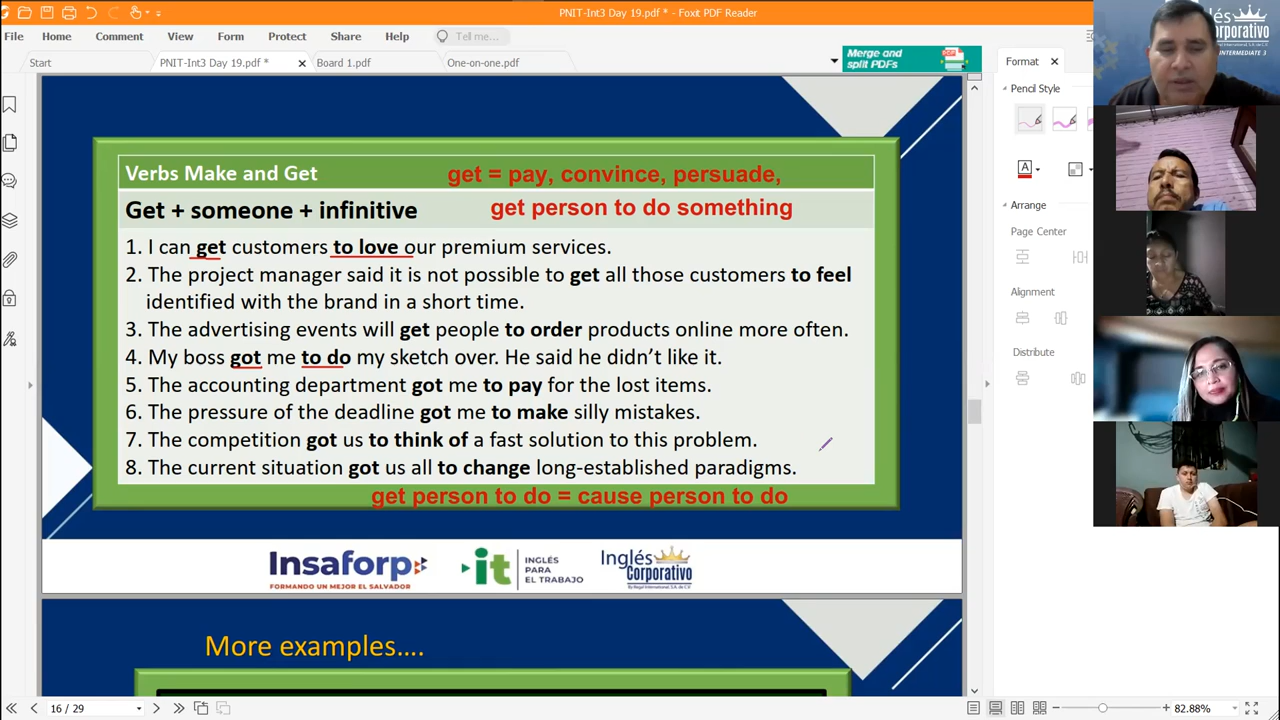 PNIT-Int3 Day 19.pdf * - Foxit PDF Reader
File Home Comment View Form Protect Share Help Tell me...
Start PNIT-Int3 Day 19.pdf * Board 1.pdf One-on-one.pdf
Merge and
split PDFs
Format
Pencil Style
Arrange
Page Center
Alignment
Distribute
Corporativo
INTERMEDIATE 3
Verbs Make and Get get = pay, convince, persuade,
Get + someone + infinitive get person to do something
1. I can get customers to love our premium services.
2. The project manager said it is not possible to get all those customers to feel
identified with the brand in a short time.
3. The advertising events will get people to order products online more often.
4. My boss got me to do my sketch over. He said he didn't like it.
5. The accounting department got me to pay for the lost items.
6. The pressure of the deadline got me to make silly mistakes.
7. The competition got us to think of a fast solution to this problem.
8. The current situation got us all to change long-established paradigms.
get person to do = cause person to do
Insaforp
FORMANDO UN MEJOR EL SALVADOR
it INGLÉS
PARA
EL TRABAJO
Inglés
Corporativo
More examples....
16 / 29
82.88%